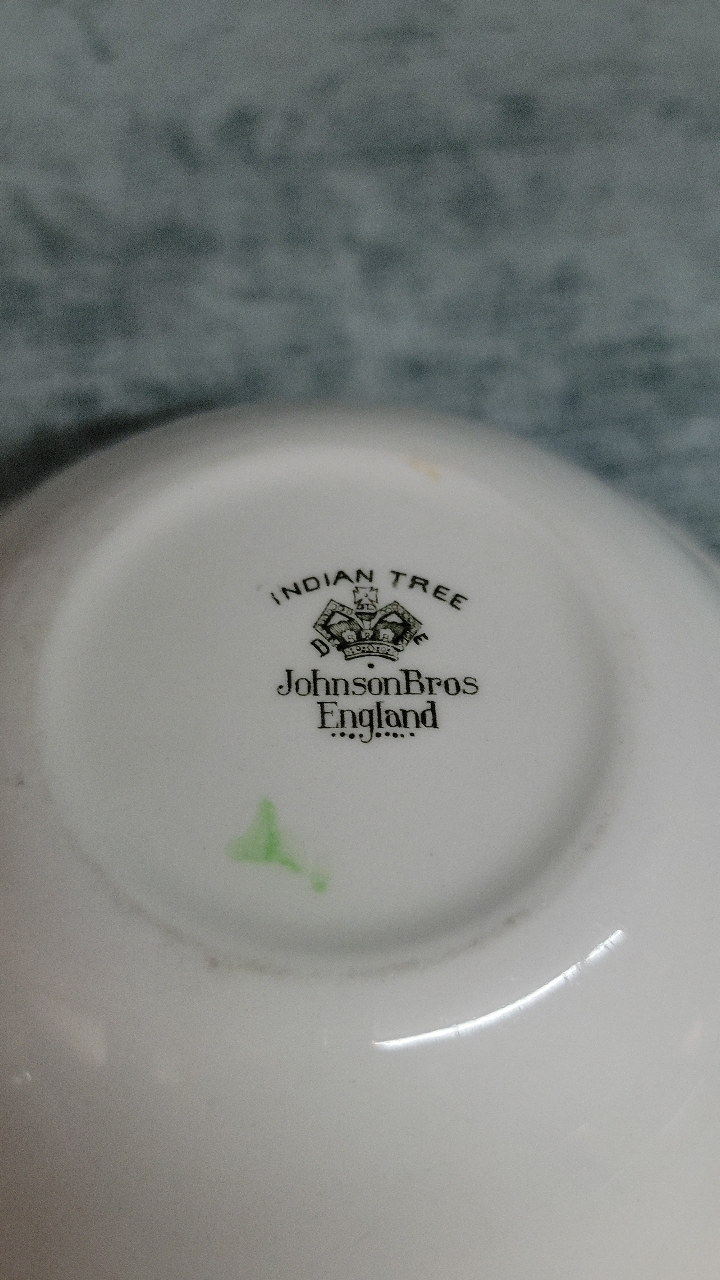 INDIAN TREE
D E
JohnsonBros
England